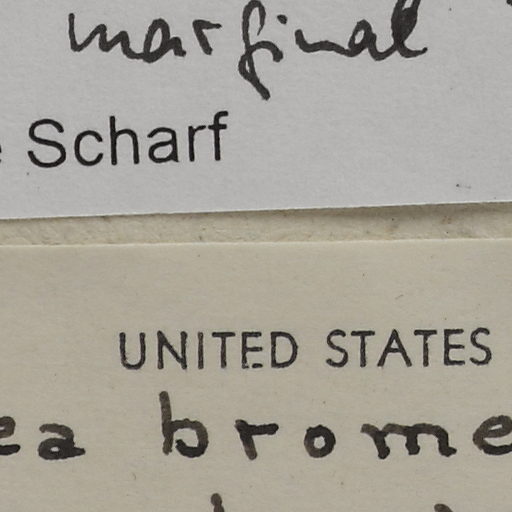 marginal
Scharf
UNITED STATES
ea brome